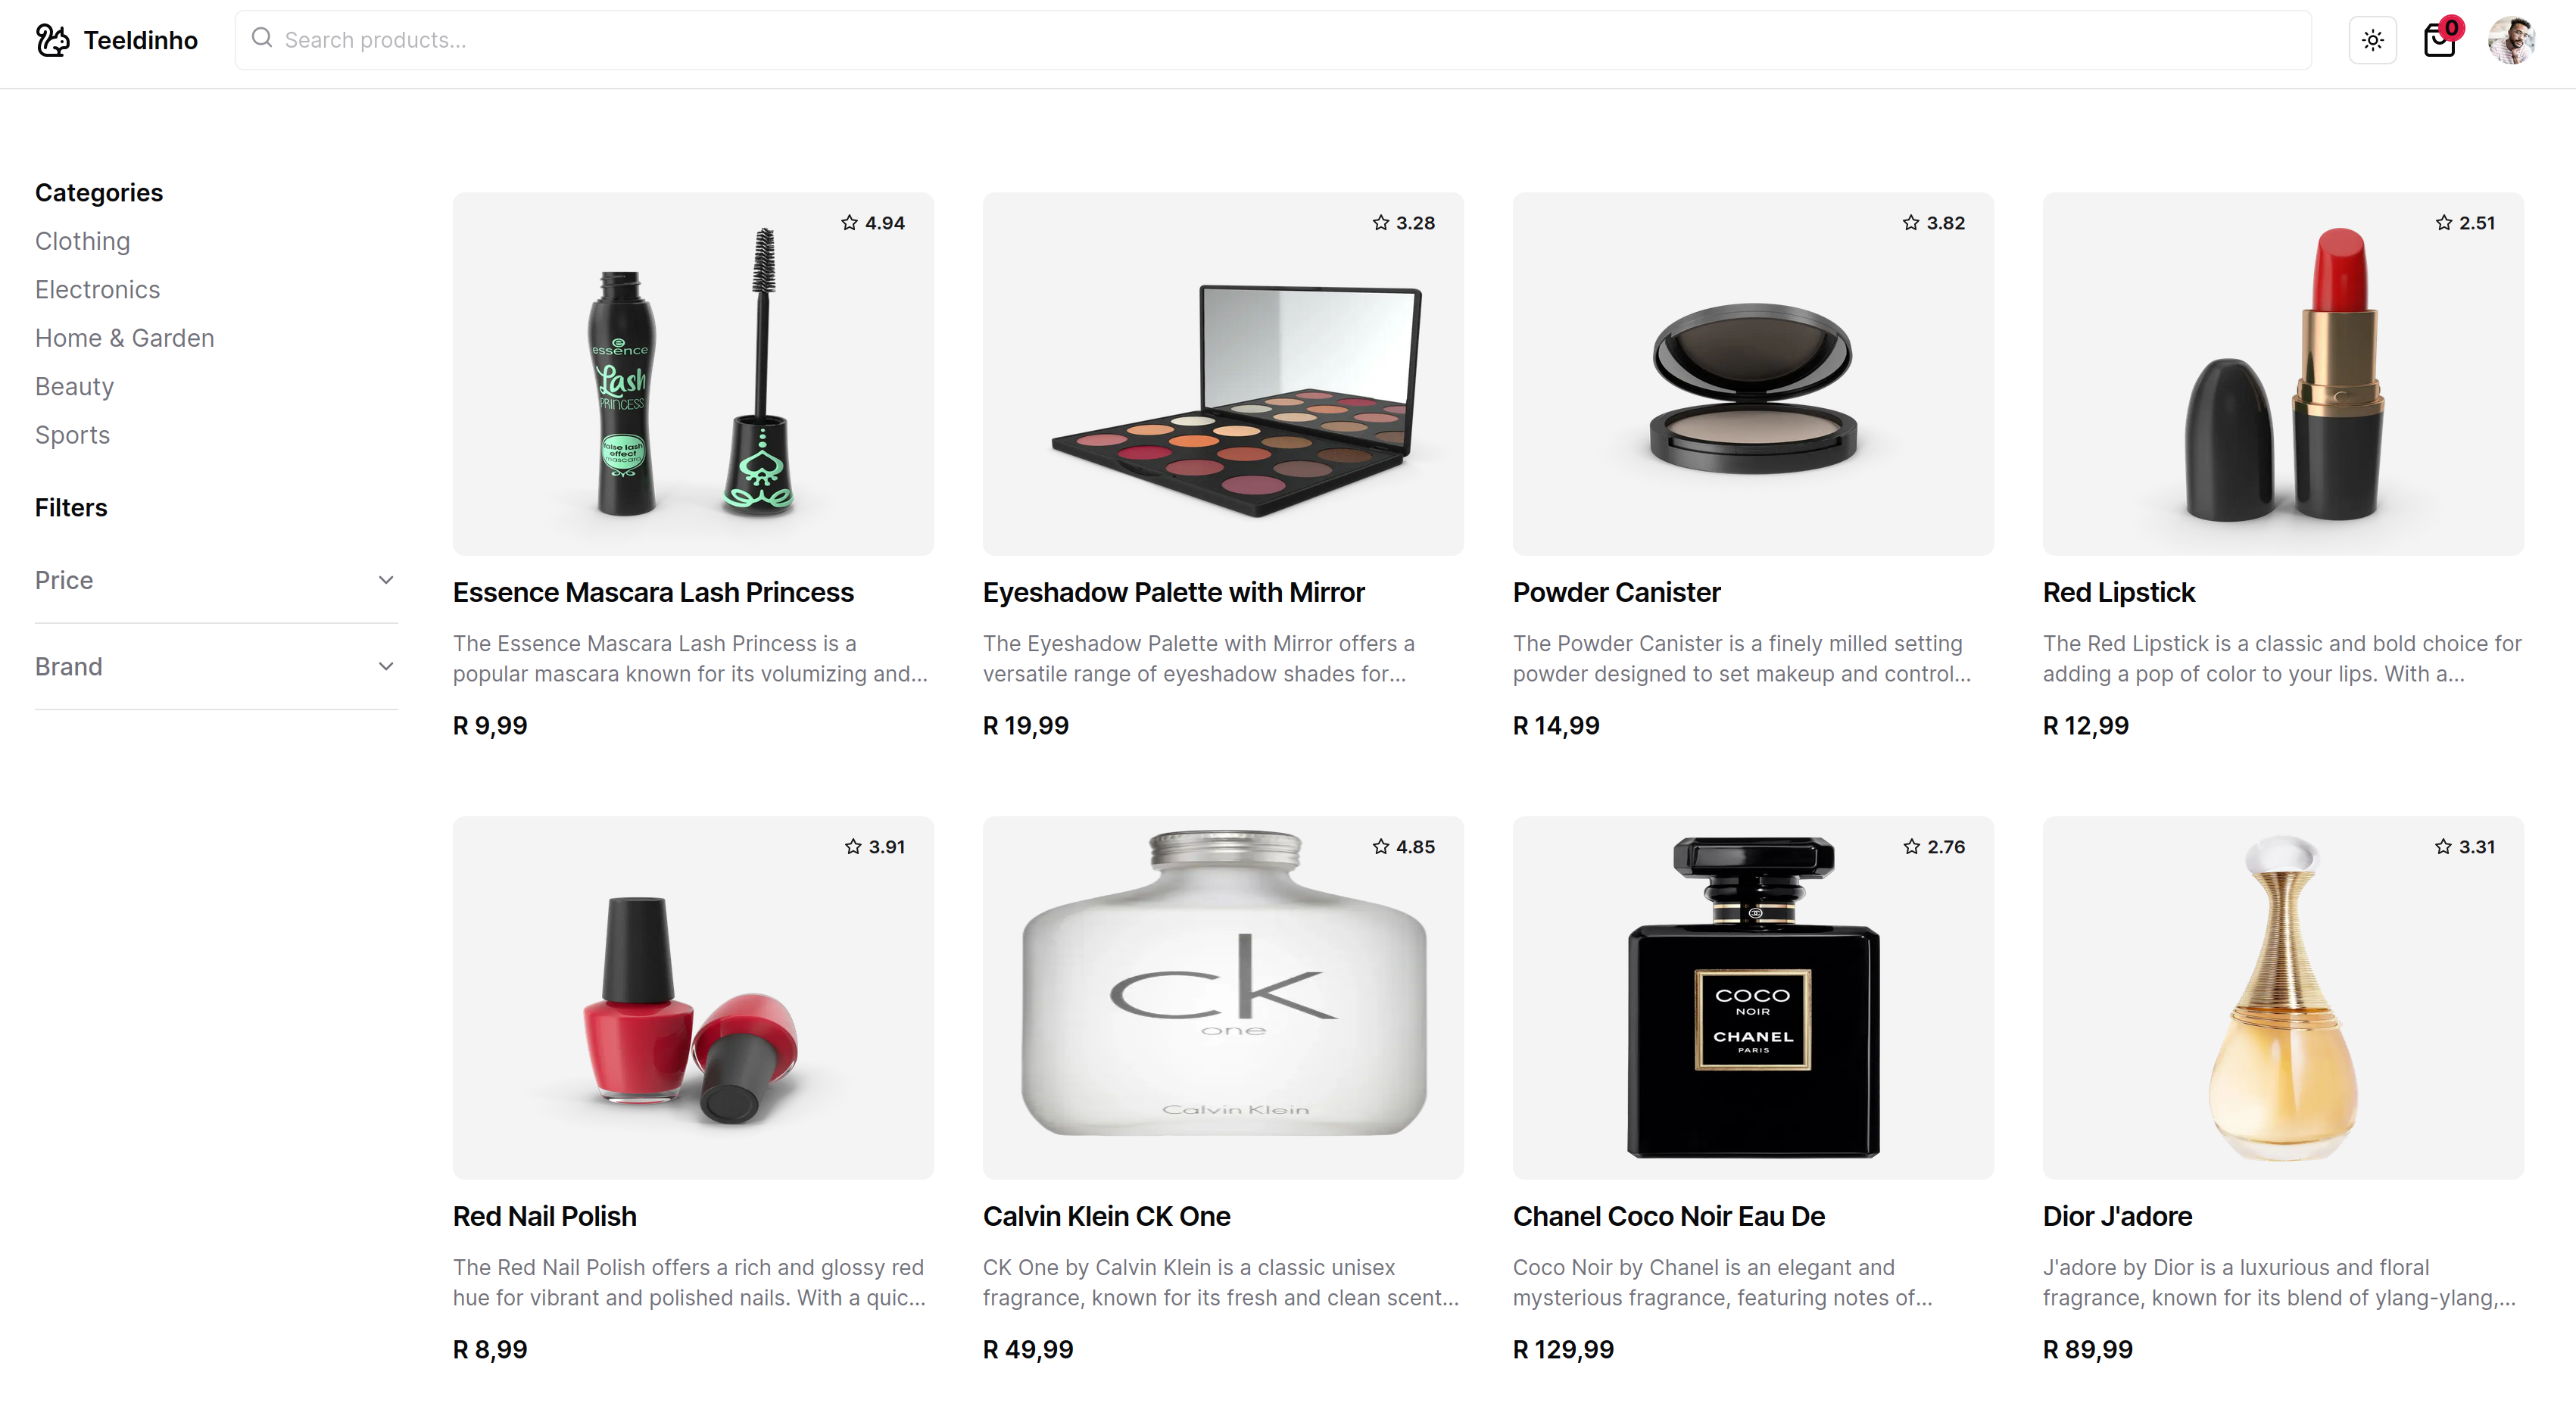 Teeldinho
Search products...
0
Categories
Clothing
Electronics
Home & Garden
Beauty
Sports
Filters
Price
Brand
4.94
essence
Lash
PRINCESS
false lash
effect
mascara
Essence Mascara Lash Princess
The Essence Mascara Lash Princess is a
popular mascara known for its volumizing and...
R 9,99
3.28
Eyeshadow Palette with Mirror
The Eyeshadow Palette with Mirror offers a
versatile range of eyeshadow shades for...
R 19,99
3.82
Powder Canister
The Powder Canister is a finely milled setting
powder designed to set makeup and control...
R 14,99
2.51
Red Lipstick
The Red Lipstick is a classic and bold choice for
adding a pop of color to your lips. With a...
R 12,99
3.91
Red Nail Polish
The Red Nail Polish offers a rich and glossy red
hue for vibrant and polished nails. With a quic...
R 8,99
4.85
ck
one
Calvin Klein
Calvin Klein CK One
CK One by Calvin Klein is a classic unisex
fragrance, known for its fresh and clean scent...
R 49,99
2.76
COCO
NOIR
CHANEL
PARIS
Chanel Coco Noir Eau De
Coco Noir by Chanel is an elegant and
mysterious fragrance, featuring notes of...
R 129,99
3.31
Dior J'adore
J'adore by Dior is a luxurious and floral
fragrance, known for its blend of ylang-ylang,...
R 89,99